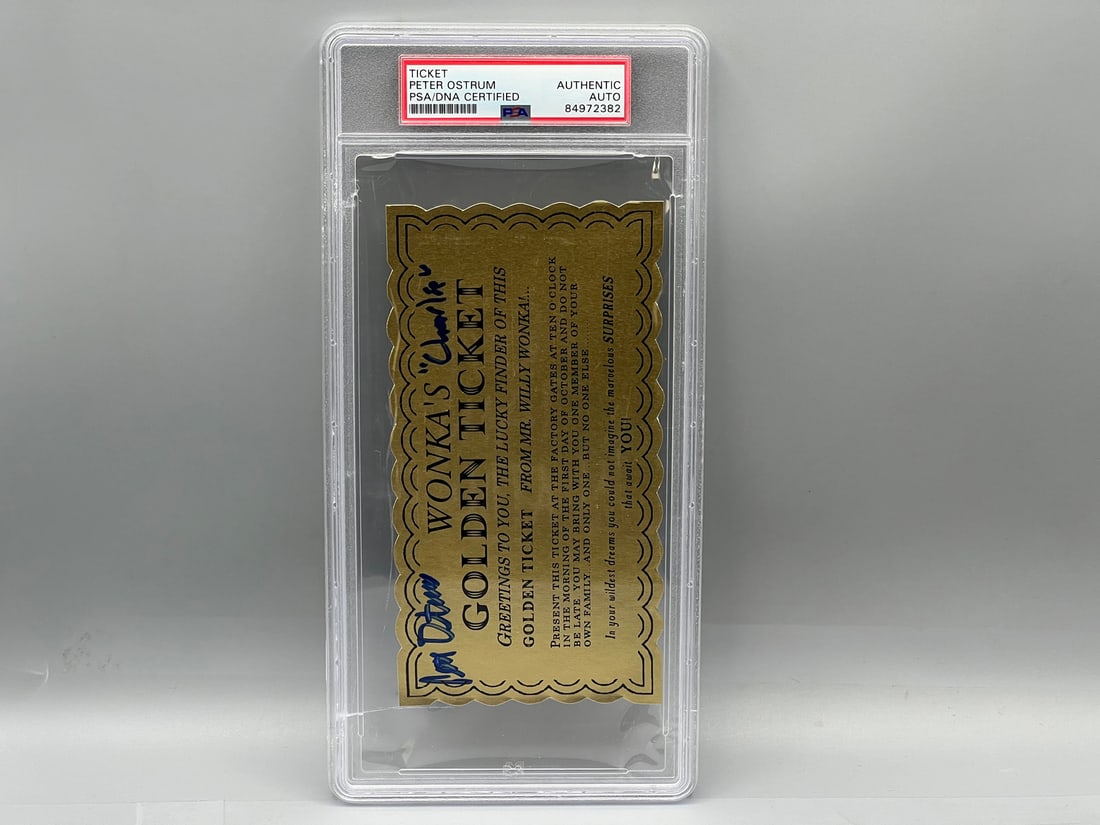 TICKET
PETER OSTRUM
PSA/DNA CERTIFIED
AUTHENTIC
AUTO
84972382
PSA
Peter Ostrum
WONKA'S "Charlie"
GOLDEN TICKET
GREETINGS TO YOU, THE LUCKY FINDER OF THIS
GOLDEN TICKET FROM MR. WILLY WONKA!...
PRESENT THIS TICKET AT THE FACTORY GATES AT TEN O'CLOCK
IN THE MORNING OF THE FIRST DAY OF OCTOBER AND DO NOT
BE LATE. YOU MAY BRING WITH YOU ONE MEMBER OF YOUR
OWN FAMILY...AND ONLY ONE...BUT NO ONE ELSE
In your wildest dreams you could not imagine the marvelous SURPRISES
that await YOU!